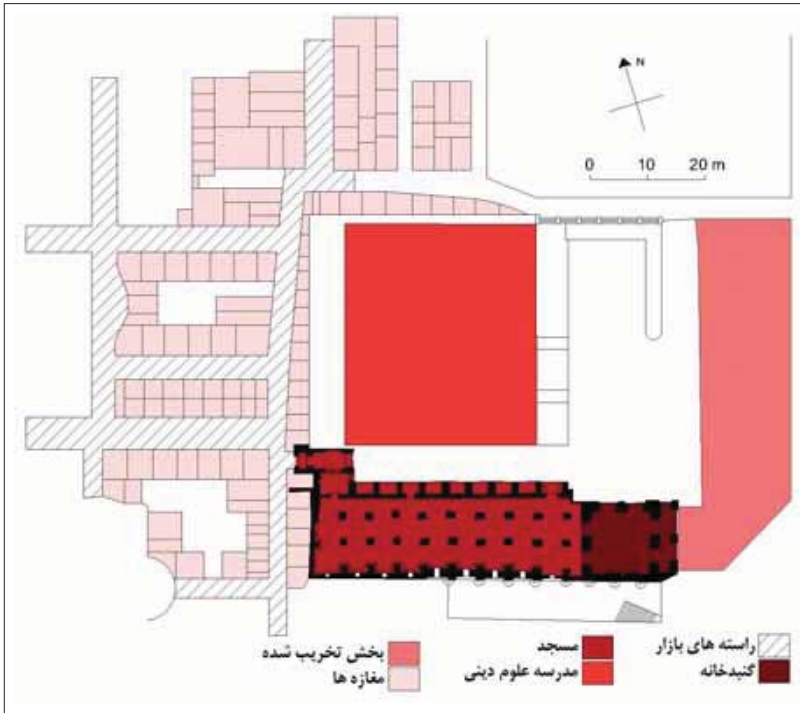 N
0 10 20 m
راسته های بازار
مسجد
بخش تخریب شده
گنبدخانه
مدرسه علوم دینی
مغازه ها